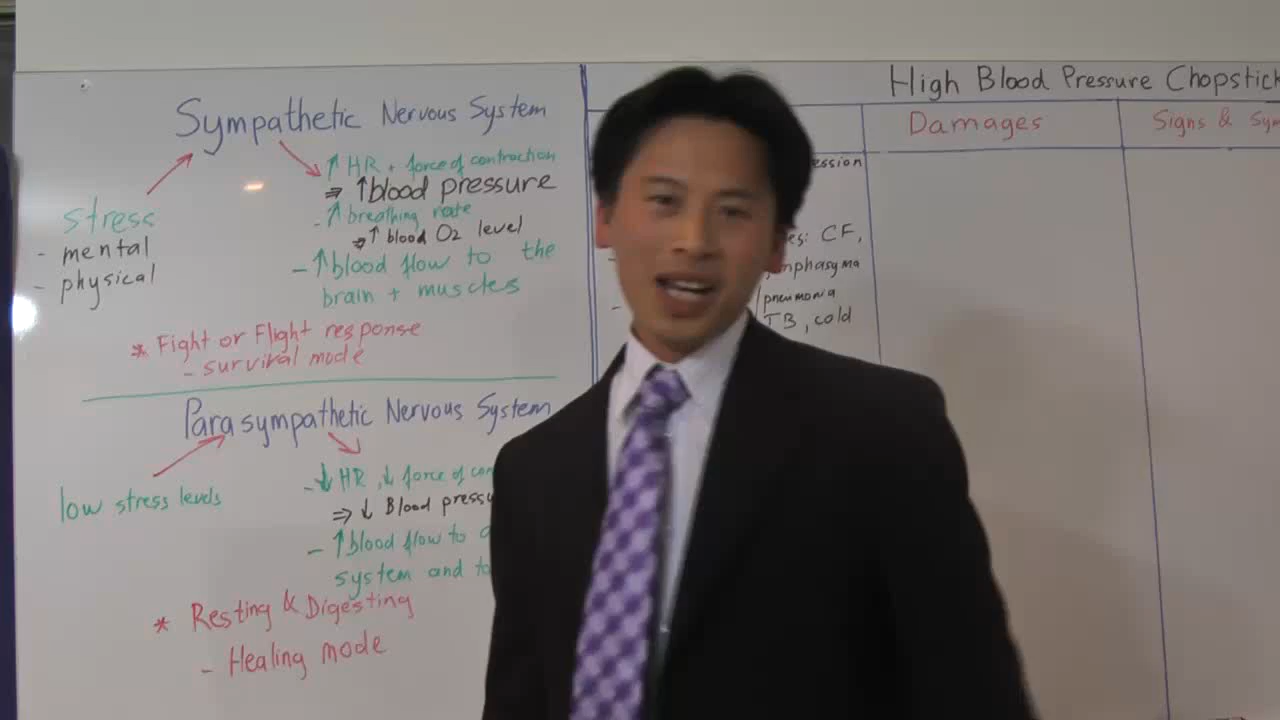 Sympathetic Nervous System
↑ HR + force of contraction
⇒ ↑ blood pressure
- ↑ breathing rate
⇒ ↑ blood O2 level
- ↑ blood flow to the
brain + muscles
stress
- mental
- physical
* Fight or Flight response
- survival mode
Parasympathetic Nervous System
- ↓ HR, ↓ force of con
⇒ ↓ Blood pressu
- ↑ blood flow to
system and to
low stress levels
* Resting & Digesting
- Healing mode
High Blood Pressure Chopstick
Damages
Signs & Sym
ession
es: CF,
emphasyma
pneumonia
TB, cold